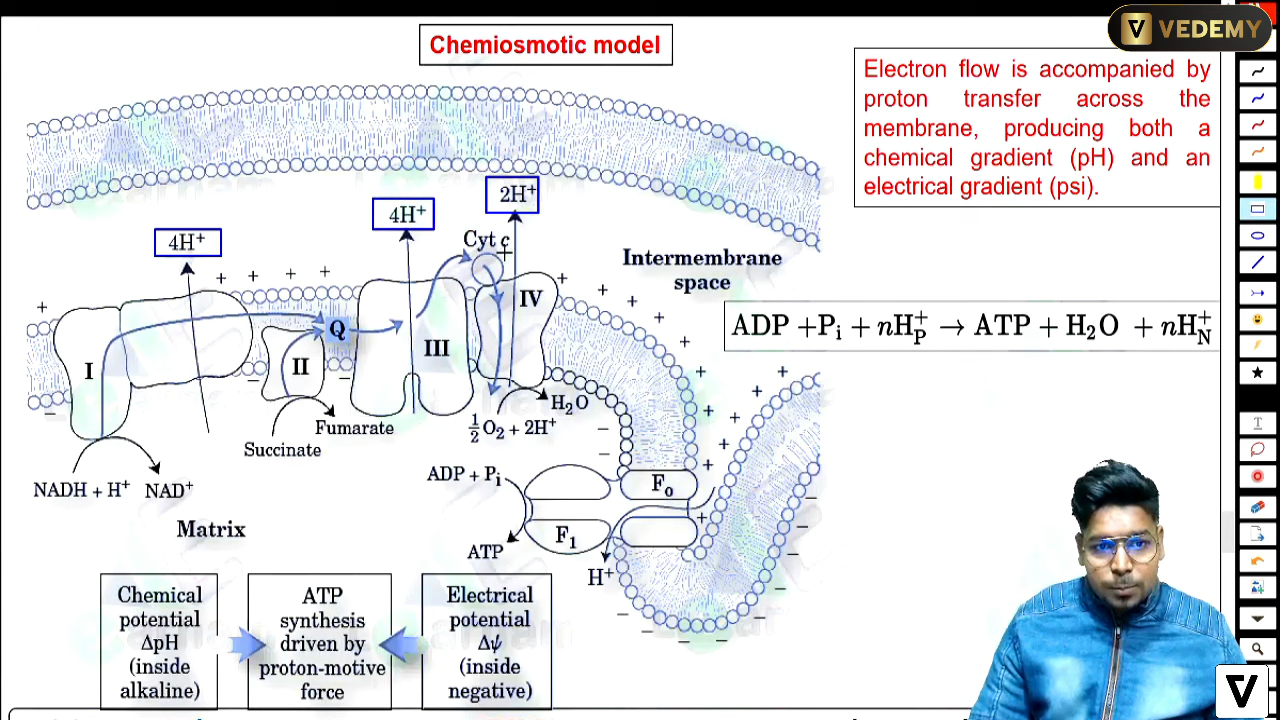 Chemiosmotic model
VEDEMY
Electron flow is accompanied by
proton transfer across the
membrane, producing both a
chemical gradient (pH) and an
electrical gradient (psi).
4H⁺
4H⁺
2H⁺
Cyt c
Intermembrane
space
ADP +Pᵢ + nH⁺P → ATP + H₂O + nH⁺N
I
II
Q
III
IV
Succinate
Fumarate
½O₂ + 2H⁺
H₂O
NADH + H⁺
NAD⁺
Matrix
ADP + Pᵢ
ATP
Fₒ
F₁
H⁺
Chemical
potential
ΔpH
(inside
alkaline)
ATP
synthesis
driven by
proton-motive
force
Electrical
potential
Δψ
(inside
negative)